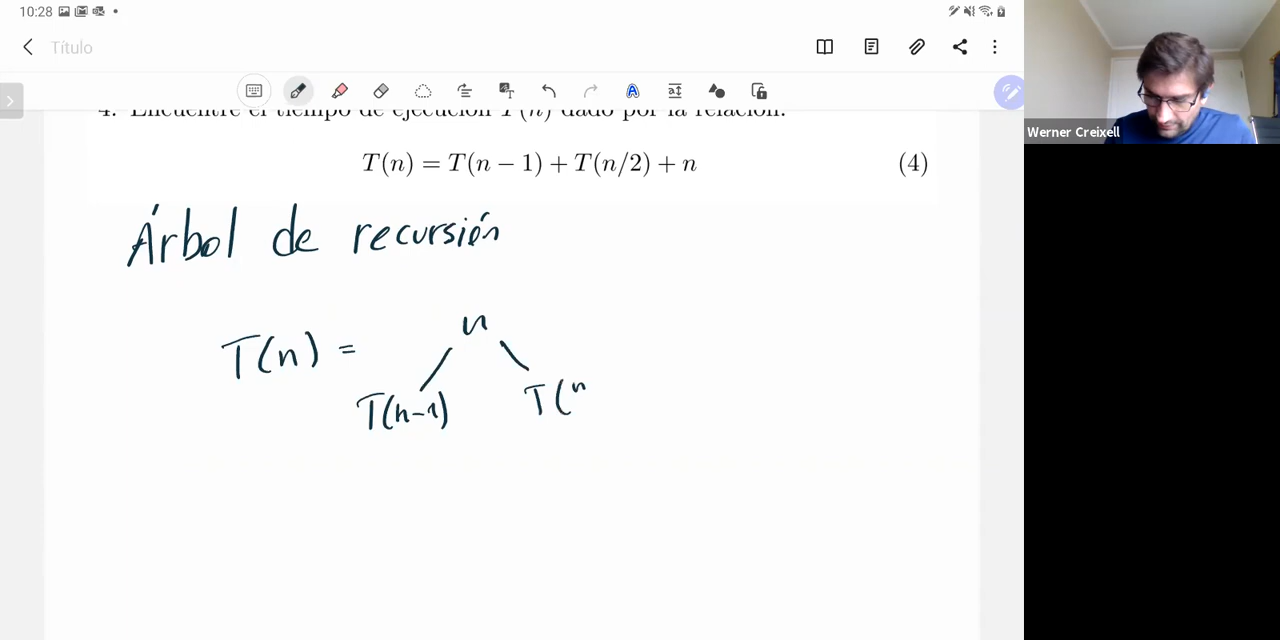 10:28
Título
4. Encuentre el tiempo de ejecución T(n) dado por la relación:
T(n) = T(n − 1) + T(n/2) + n (4)
Árbol de recursión
n
T(n) =
T(n-1) T(n
Werner Creixell